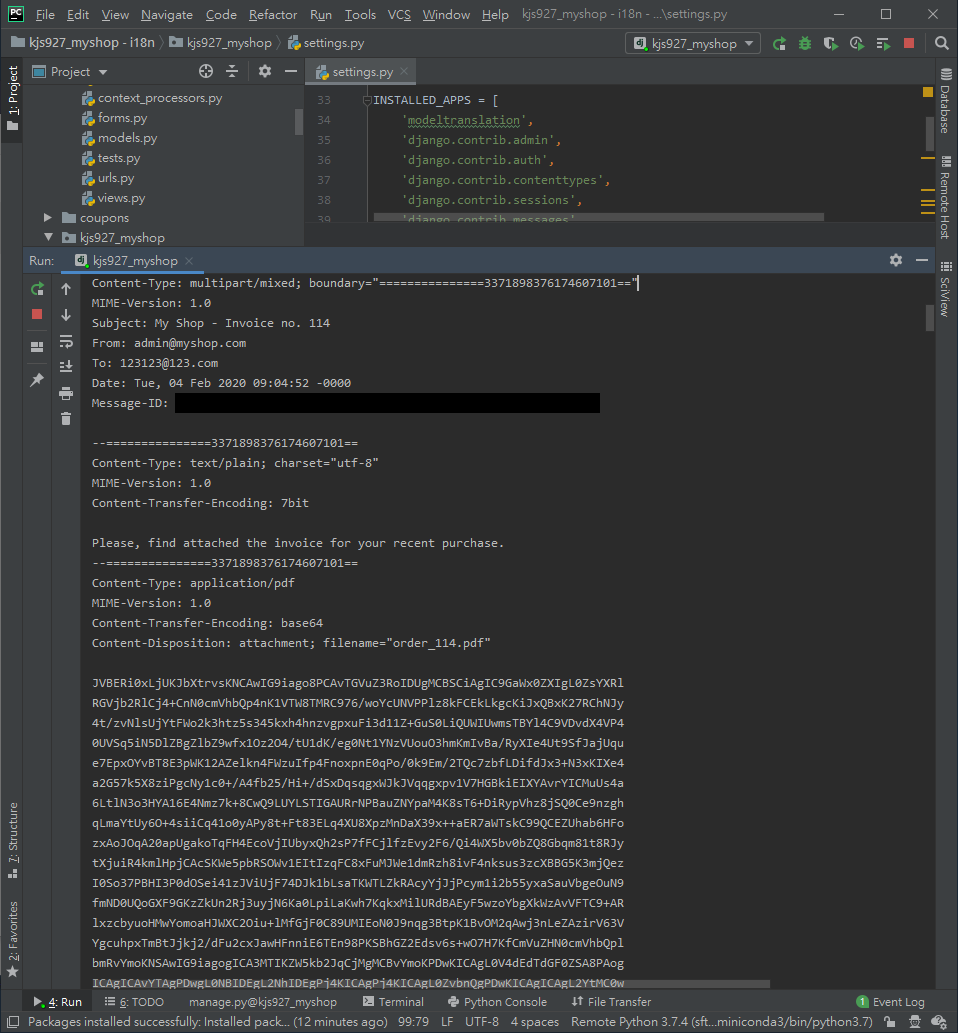 PC File Edit View Navigate Code Refactor Run Tools VCS Window Help kjs927_myshop - i18n - ...\settings.py
kjs927_myshop - i18n kjs927_myshop settings.py kjs927_myshop
1: Project
Project
settings.py
context_processors.py
forms.py
models.py
tests.py
urls.py
views.py
coupons
kjs927_myshop
33 INSTALLED_APPS = [
34 'modeltranslation',
35 'django.contrib.admin',
36 'django.contrib.auth',
37 'django.contrib.contenttypes',
38 'django.contrib.sessions',
39 'django.contrib.messages'
Database
Remote Host
SciView
Run: kjs927_myshop
Content-Type: multipart/mixed; boundary="===============3371898376174607101=="
MIME-Version: 1.0
Subject: My Shop - Invoice no. 114
From: admin@myshop.com
To: 123123@123.com
Date: Tue, 04 Feb 2020 09:04:52 -0000
Message-ID:
--===============3371898376174607101==
Content-Type: text/plain; charset="utf-8"
MIME-Version: 1.0
Content-Transfer-Encoding: 7bit
Please, find attached the invoice for your recent purchase.
--===============3371898376174607101==
Content-Type: application/pdf
MIME-Version: 1.0
Content-Transfer-Encoding: base64
Content-Disposition: attachment; filename="order_114.pdf"
JVBERi0xLjUKJbXtrvsKNCAwIG9iago8PCAvTGVuZ3RoIDUgMCBSCiAgIC9GaWx0ZXIgL0ZsYXRl
RGVjb2RlCj4+CnN0cmVhbQp4nK1VTW8TMRC976/woYcUNVPPlz8kFCEkLkgcKiJxQBxK27RChNJy
4t/zvNlsUjYtFWo2k3htz5s345kxh4hnzvgpxuFi3d11Z+GuS0LiQUWIUwmsTBYl4C9VDvdX4VP4
0UVSq5iN5DlZBgZlbZ9wfx1Oz2O4/tU1dK/eg0Nt1YNzVUouO3hmKmIvBa/RyXIe4Ut9SfJajUqu
e7EpxOYvBT8E3pWK12AZelkn4FWzuIfp4FnoxpnE0qPo/0k9Em/2TQc7zbfLDifdJx3+N3xKIXe4
a2G57k5X8ziPgcNy1c0+/A4fb25/Hi+/dSxDqsqgxWJkJVqqgxpv1V7HGBkiEIXYAvrYICMuUs4a
6LtlN3o3HYA16E4Nmz7k+8CwQ9LUYLSTIGAURrNPBauZNYpaM4K8sT6+DiRypVhz8jSQ0Ce9nzgh
qLmaYtUy6O+4siiCq41o0yAPy8t+Ft83ELq4XU8XpzMnDaX39x++aER7aWTskC99QCEZUhab6HFo
zxAoJOqA20apUgakoTqFH4EcoVjIUbyxQh2sP7fFCjlfzEvy2F6/Qi4WX5bv0bZQ8Gbqm81t8RJy
tXjuiR4kmlHpjCAcSKWe5pbRSOWv1EItIzqFC8xFuMJWe1dmRzh8ivF4nksus3zcXBBG5K3mjQez
I0So37PBHI3P0dOSei41zJViUjF74DJk1bLsaTKWTLZkRAcyYjJjPcym1i2b55yxaSauVbgeOuN9
fmND0UQoGXF9GKzZkUn2Rj3uyjN6Ka0LpiLaKwh7KqkxMilURdBAEyF5wzoYbgXkWzAvVFTC9+AR
lxzcbyuoHMwYomoaHJWXC2Oiu+lMfGjF0C89UMIEoN0J9nqg3BtpK1BvOM2qAwj3nLeZAzirV63V
YgcuhpxTmBtJjkj2/dFu2cxJawHFnniE6TEn98PKSBhGZ2Edsv6s+wO7H7KfCmVuZHN0cmVhbQpl
bmRvYmoKNSAwIG9iagogICA3MTIKZW5kb2JqCjMgMCBvYmoKPDwKICAgL0V4dEdTdGF0ZSA8PAog
1: Project
7: Structure
2: Favorites
4: Run 6: TODO manage.py@kjs927_myshop Terminal Python Console File Transfer 1 Event Log
Packages installed successfully: Installed pack... (12 minutes ago) 99:79 LF UTF-8 4 spaces Remote Python 3.7.4 (sft...miniconda3/bin/python3.7)